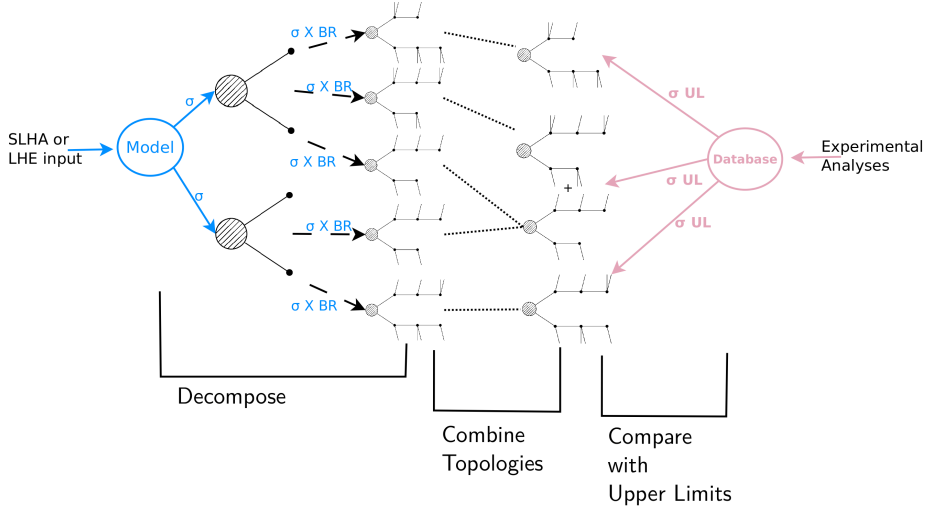 σ X BR
σ X BR
σ
σ UL
SLHA or
LHE input
Model
Experimental
Analyses
Database
σ X BR
σ UL
+
σ
σ X BR
σ UL
σ X BR
Decompose
Combine
Topologies
Compare
with
Upper Limits